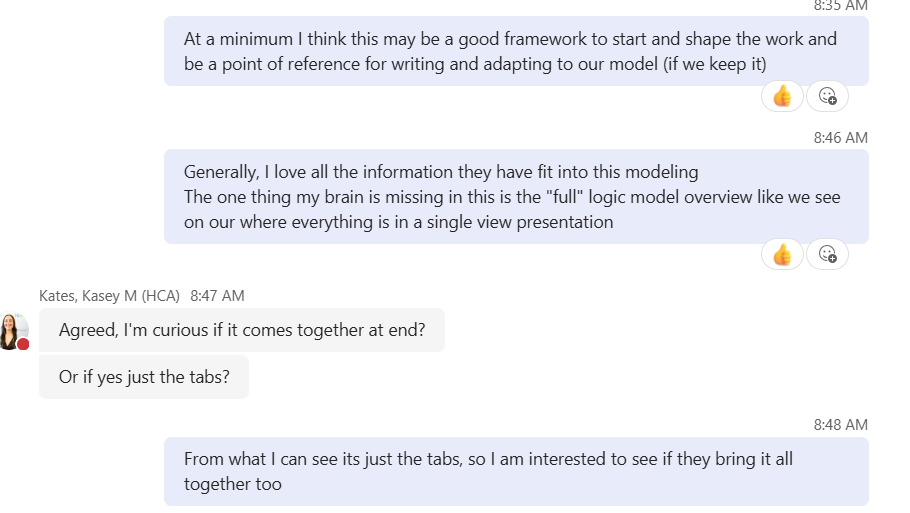 8:35 AM
At a minimum I think this may be a good framework to start and shape the work and
be a point of reference for writing and adapting to our model (if we keep it)
8:46 AM
Generally, I love all the information they have fit into this modeling
The one thing my brain is missing in this is the "full" logic model overview like we see
on our where everything is in a single view presentation
Kates, Kasey M (HCA) 8:47 AM
Agreed, I'm curious if it comes together at end?
Or if yes just the tabs?
8:48 AM
From what I can see its just the tabs, so I am interested to see if they bring it all
together too